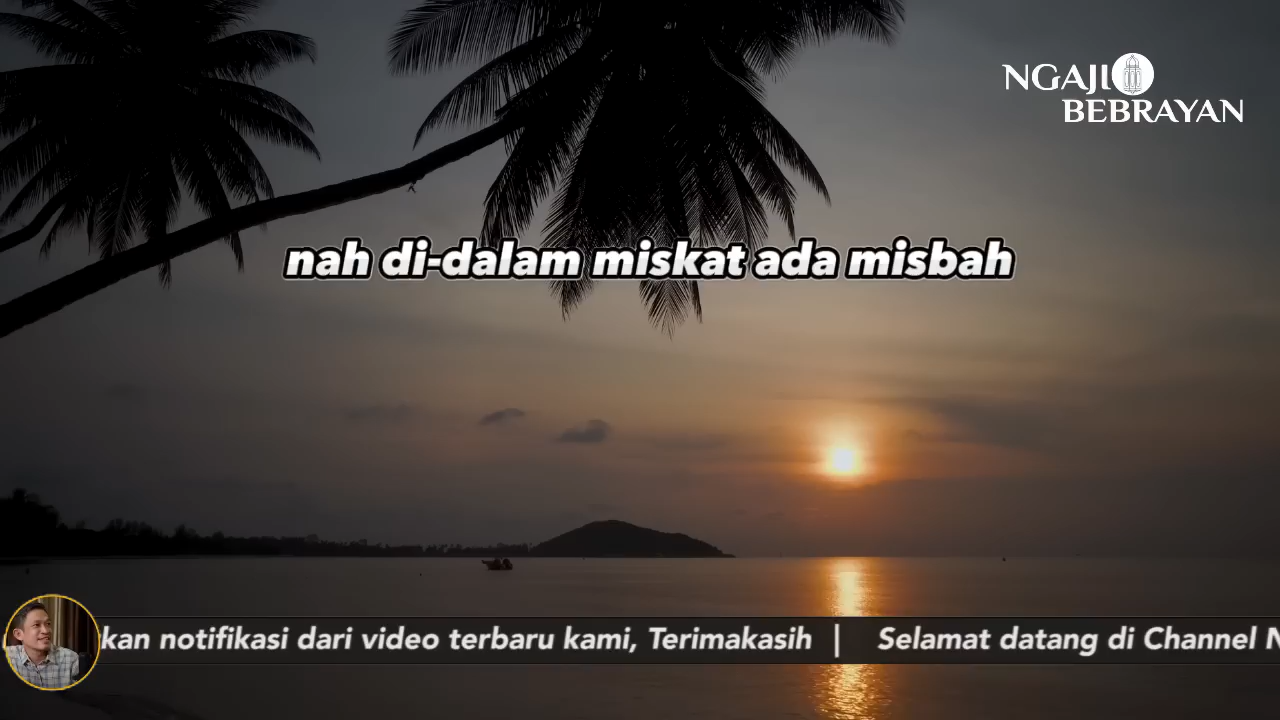 NGAJI
BEBRAYAN
nah di-dalam miskat ada misbah
kan notifikasi dari video terbaru kami, Terimakasih | Selamat datang di Channel N